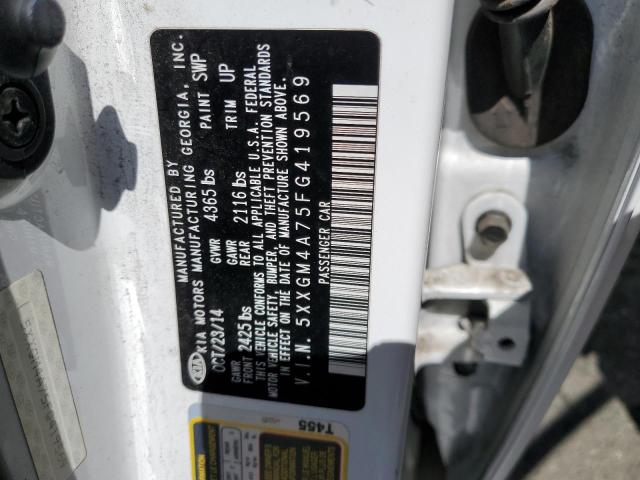 KIA
MANUFACTURED BY
KIA MOTORS MANUFACTURING GEORGIA, INC.
OCT/23/14 GVWR 4365 lbs PAINT SWP
GAWR FRONT 2425 lbs GAWR REAR 2116 lbs TRIM UP
THIS VEHICLE CONFORMS TO ALL APPLICABLE U.S.A. FEDERAL
MOTOR VEHICLE SAFETY, BUMPER, AND THEFT PREVENTION STANDARDS
IN EFFECT ON THE DATE OF MANUFACTURE SHOWN ABOVE.
V.I.N. 5XXGM4A75FG419569
PASSENGER CAR
T455